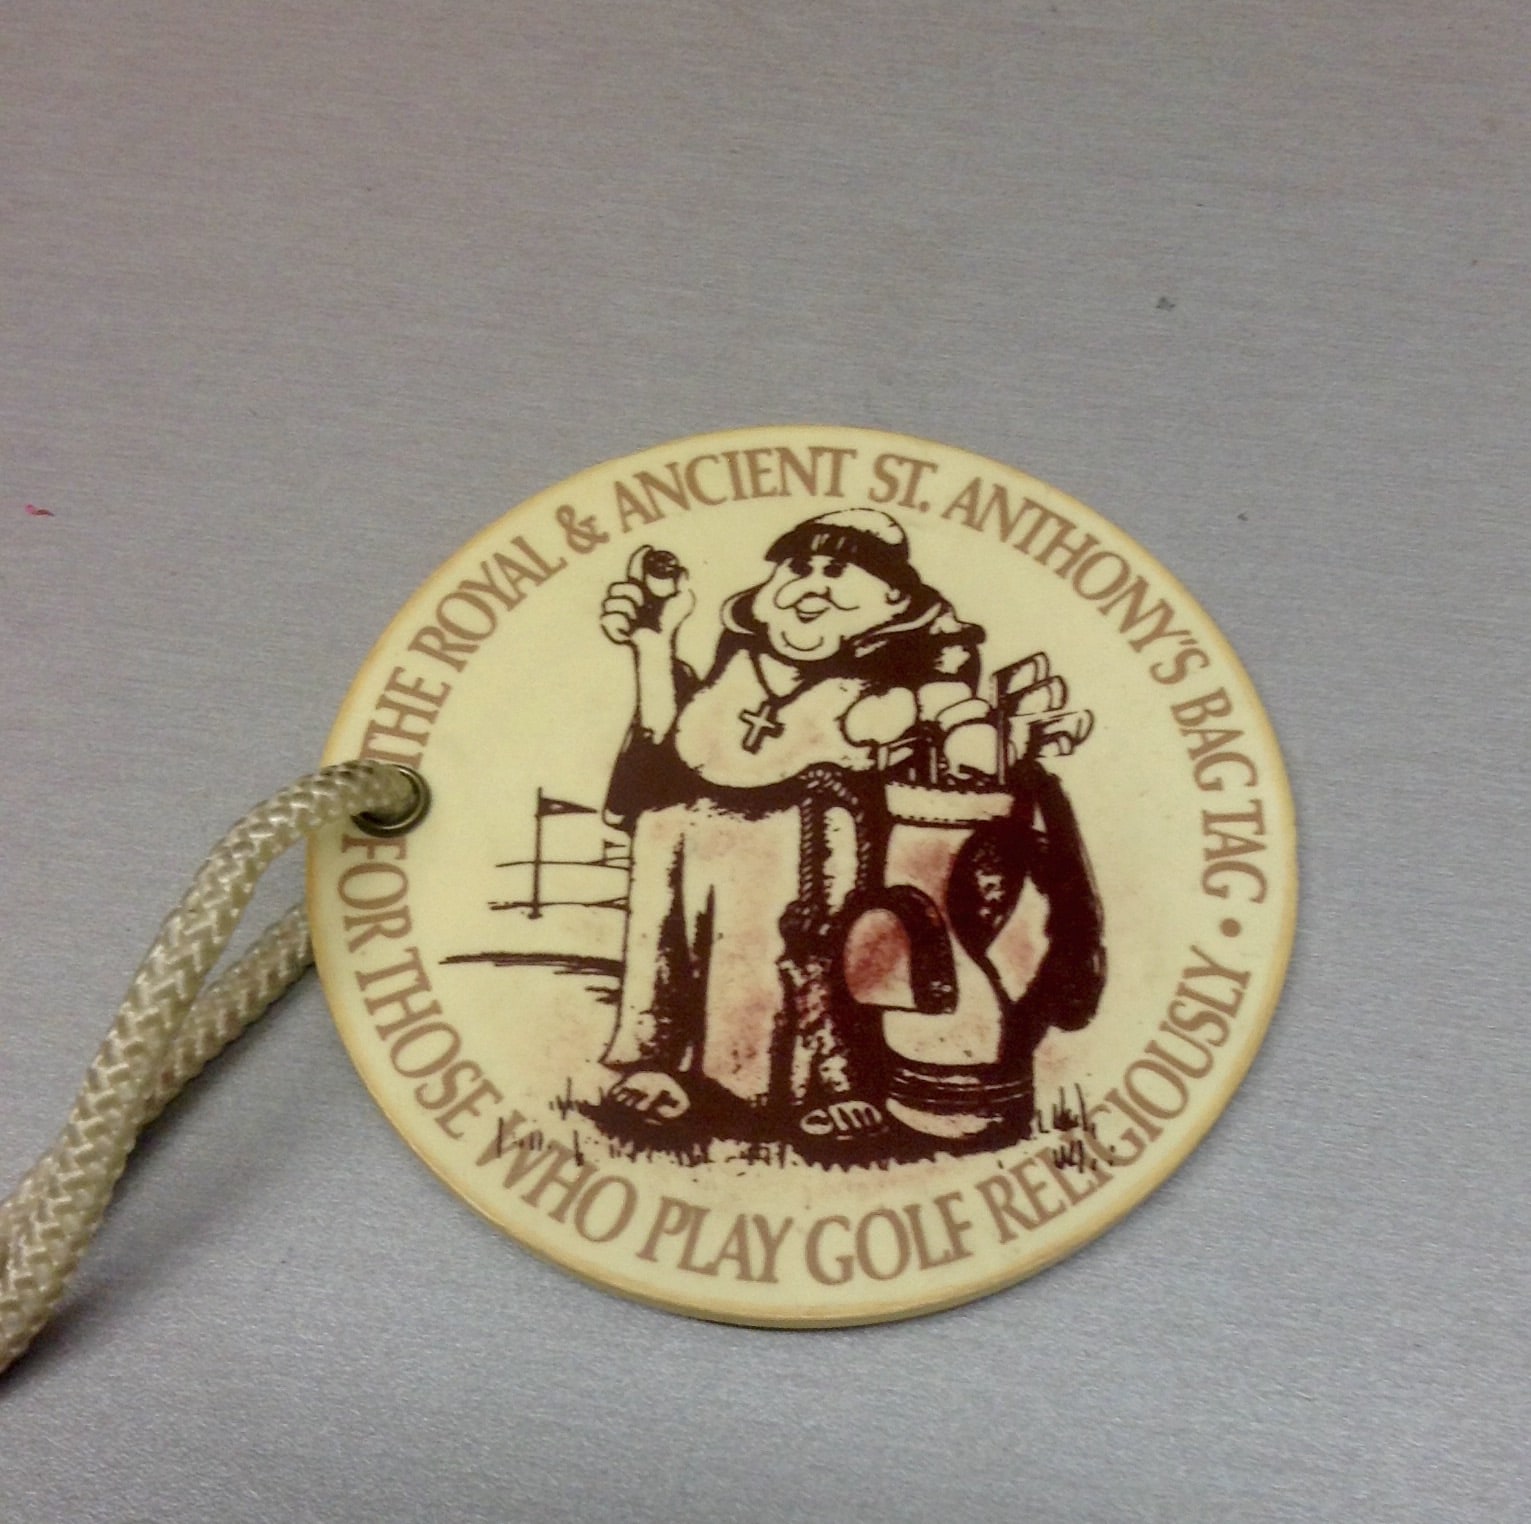 THE ROYAL & ANCIENT ST. ANTHONY"S BAG TAG •
FOR THOSE WHO PLAY GOLF RELIGIOUSLY